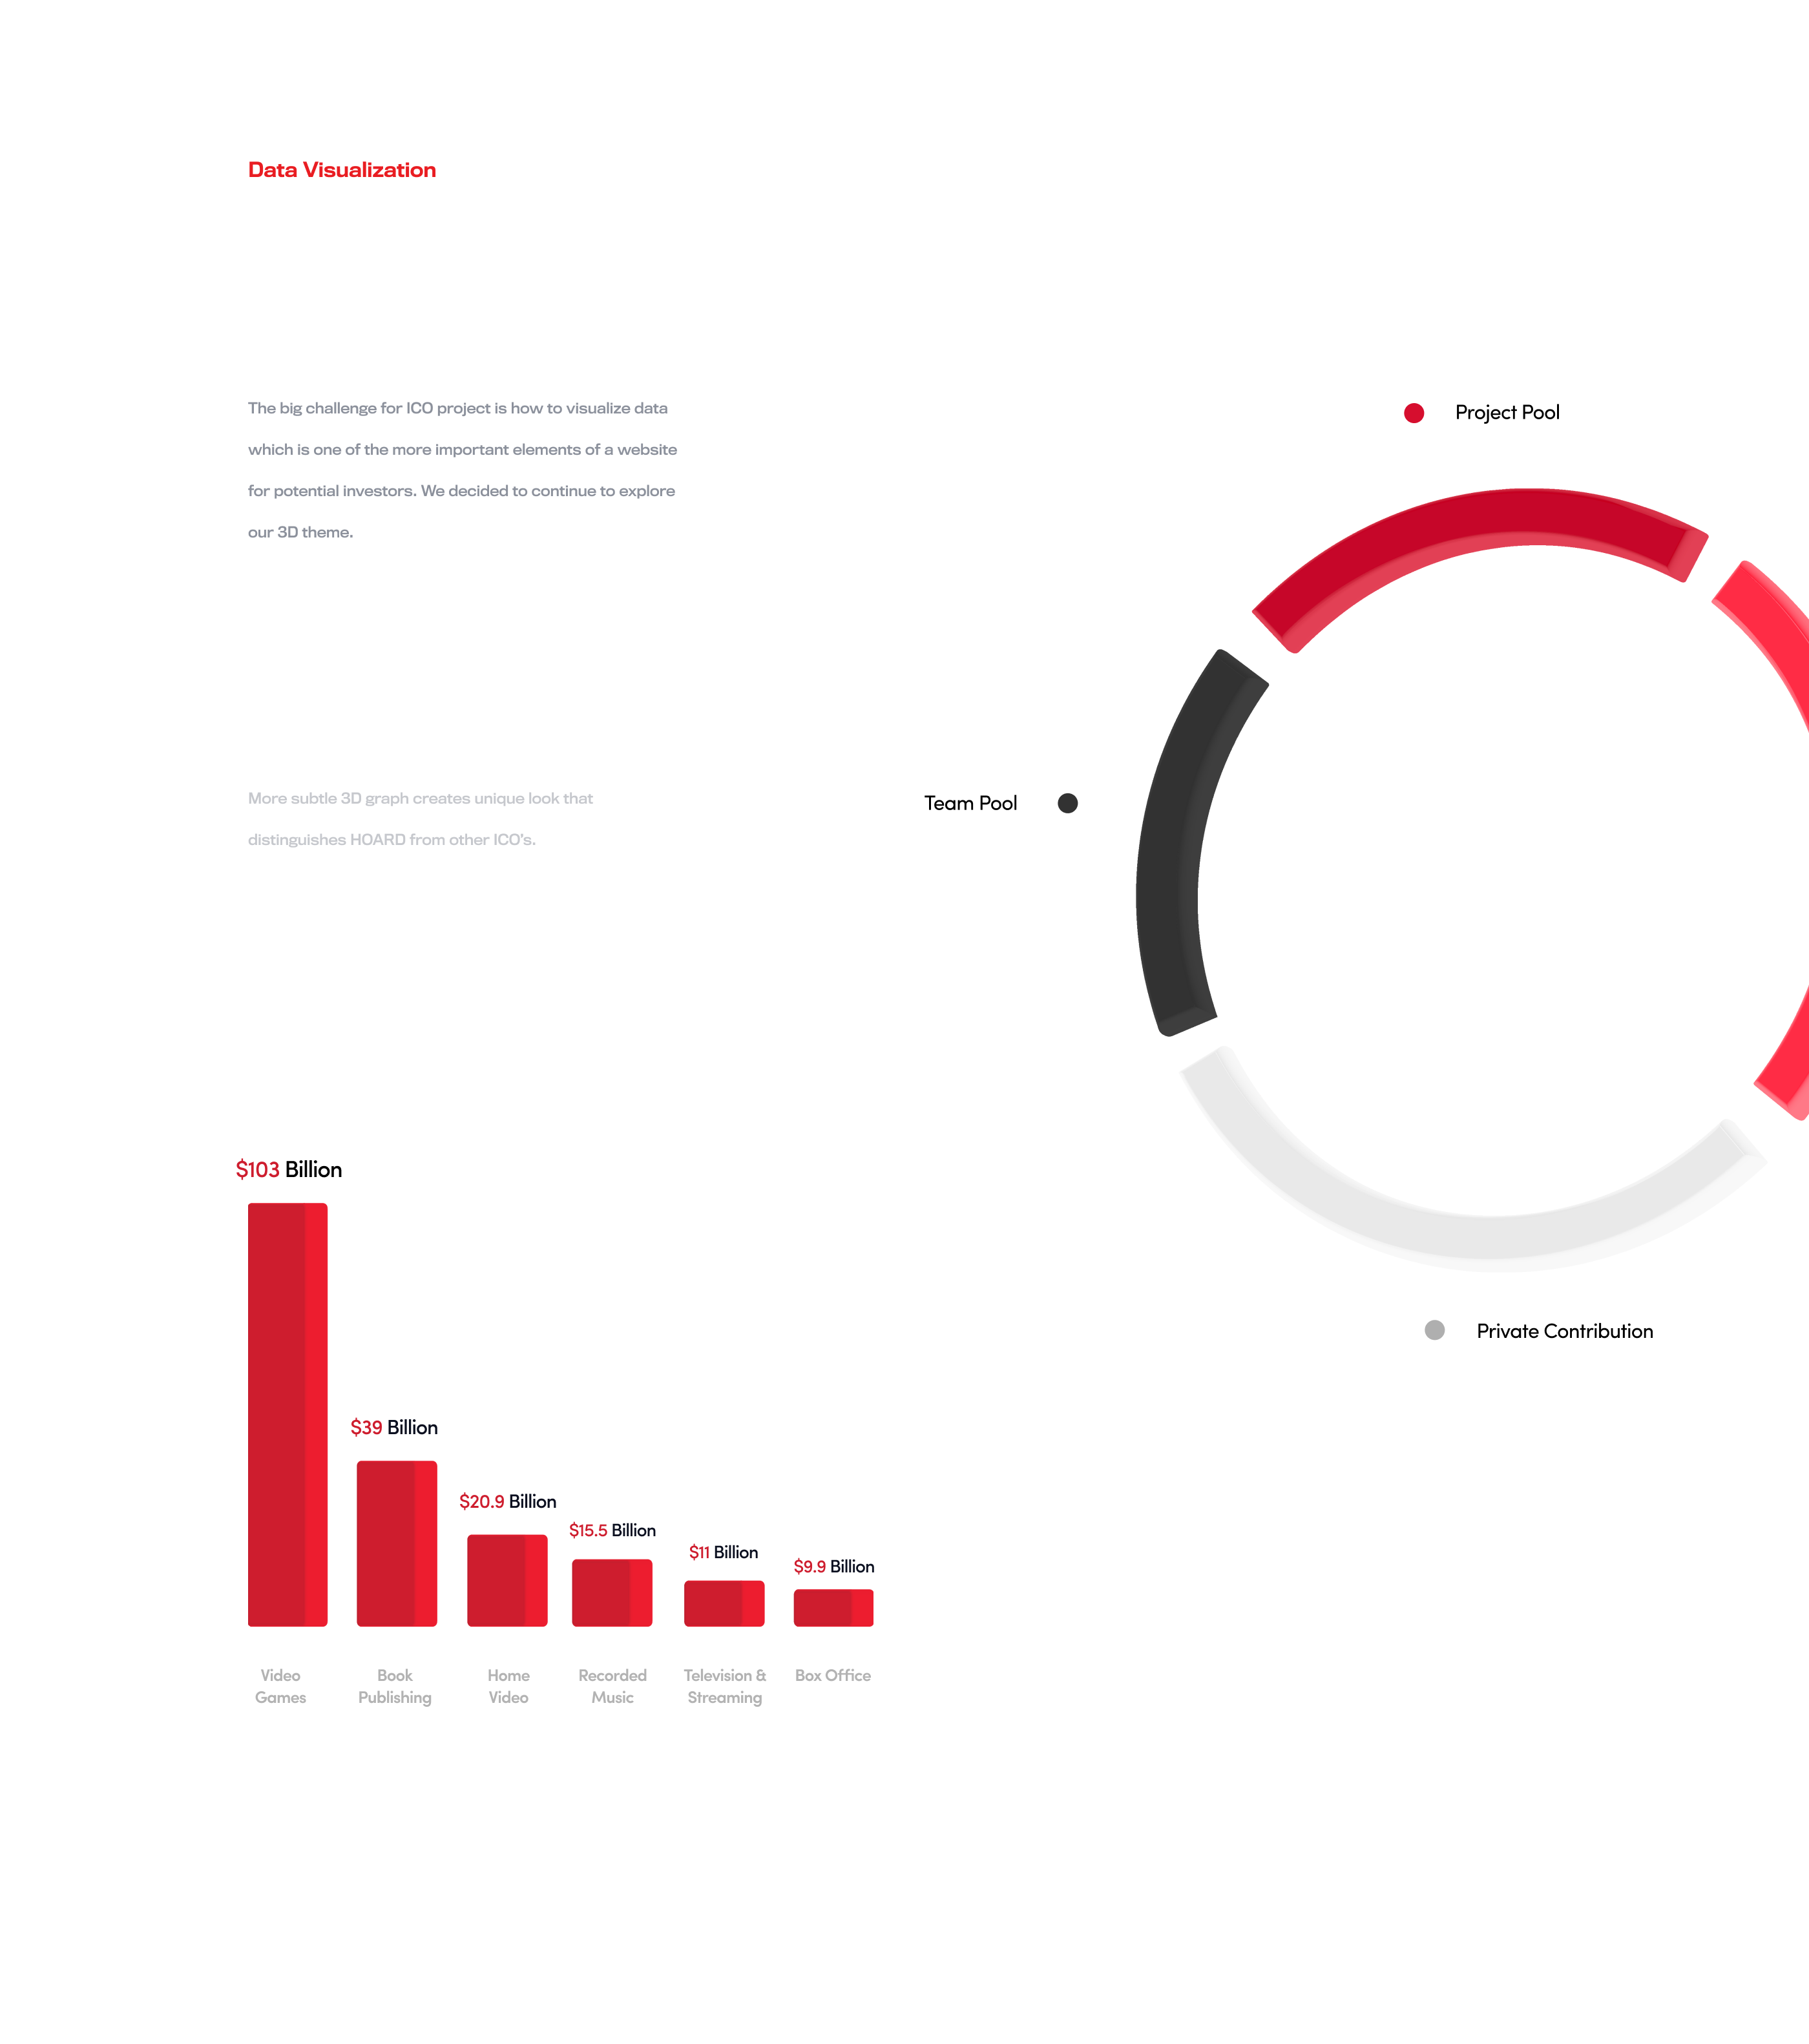 Data Visualization
The big challenge for ICO project is how to visualize data
which is one of the more important elements of a website
for potential investors. We decided to continue to explore
our 3D theme.
More subtle 3D graph creates unique look that
distinguishes HOARD from other ICO's.
Project Pool
Team Pool
Private Contribution
$103 Billion
$39 Billion
$20.9 Billion
$15.5 Billion
$11 Billion
$9.9 Billion
Video
Games
Book
Publishing
Home
Video
Recorded
Music
Television &
Streaming
Box Office